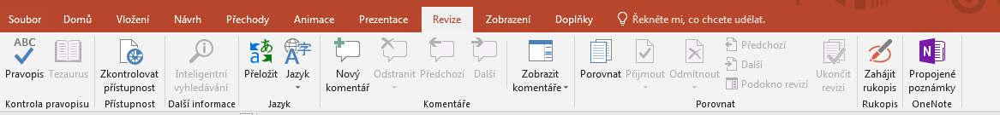 Soubor Domů Vložení Návrh Přechody Animace Prezentace Revize Zobrazení Doplňky Řekněte mi, co chcete udělat.
ABC
Pravopis Tezaurus
Zkontrolovat přístupnost
Inteligentní vyhledávání
Přeložit Jazyk
Nový komentář
Odstranit Předchozí Další
Zobrazit komentáře
Porovnat Přijmout Odmítnout
Předchozí
Další
Podokno revizí
Ukončit revizi
Zahájit rukopis
Propojené poznámky
Kontrola pravopisu Přístupnost Další informace Jazyk Komentáře Porovnat Rukopis OneNote